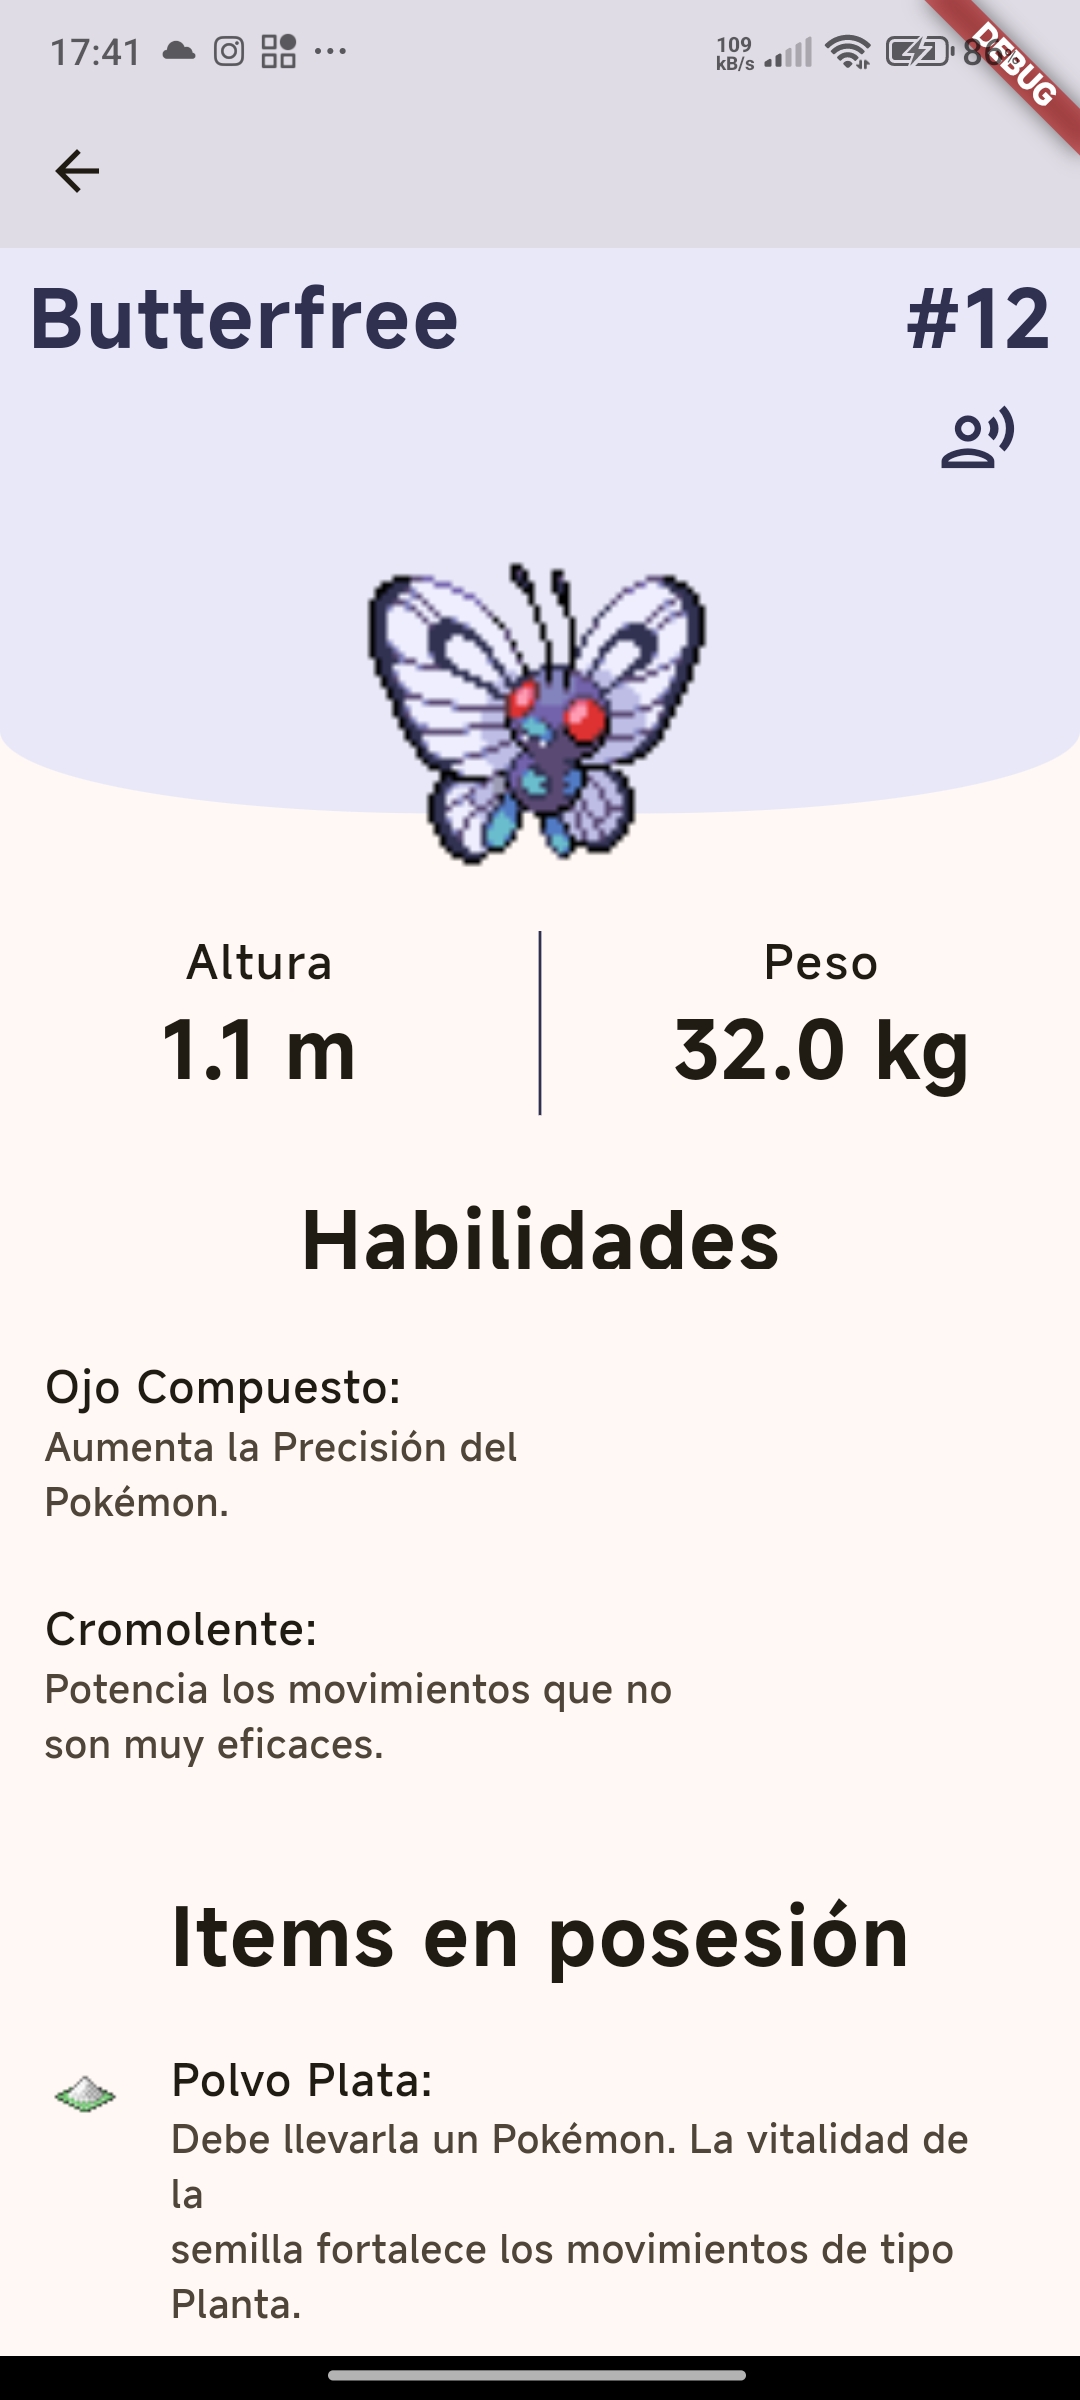 17:41
109
kB/s
DEBUG
Butterfree
#12
Altura
Peso
1.1 m
32.0 kg
Habilidades
Ojo Compuesto:
Aumenta la Precisión del
Pokémon.
Cromolente:
Potencia los movimientos que no
son muy eficaces.
Items en posesión
Polvo Plata:
Debe llevarla un Pokémon. La vitalidad de
la
semilla fortalece los movimientos de tipo
Planta.